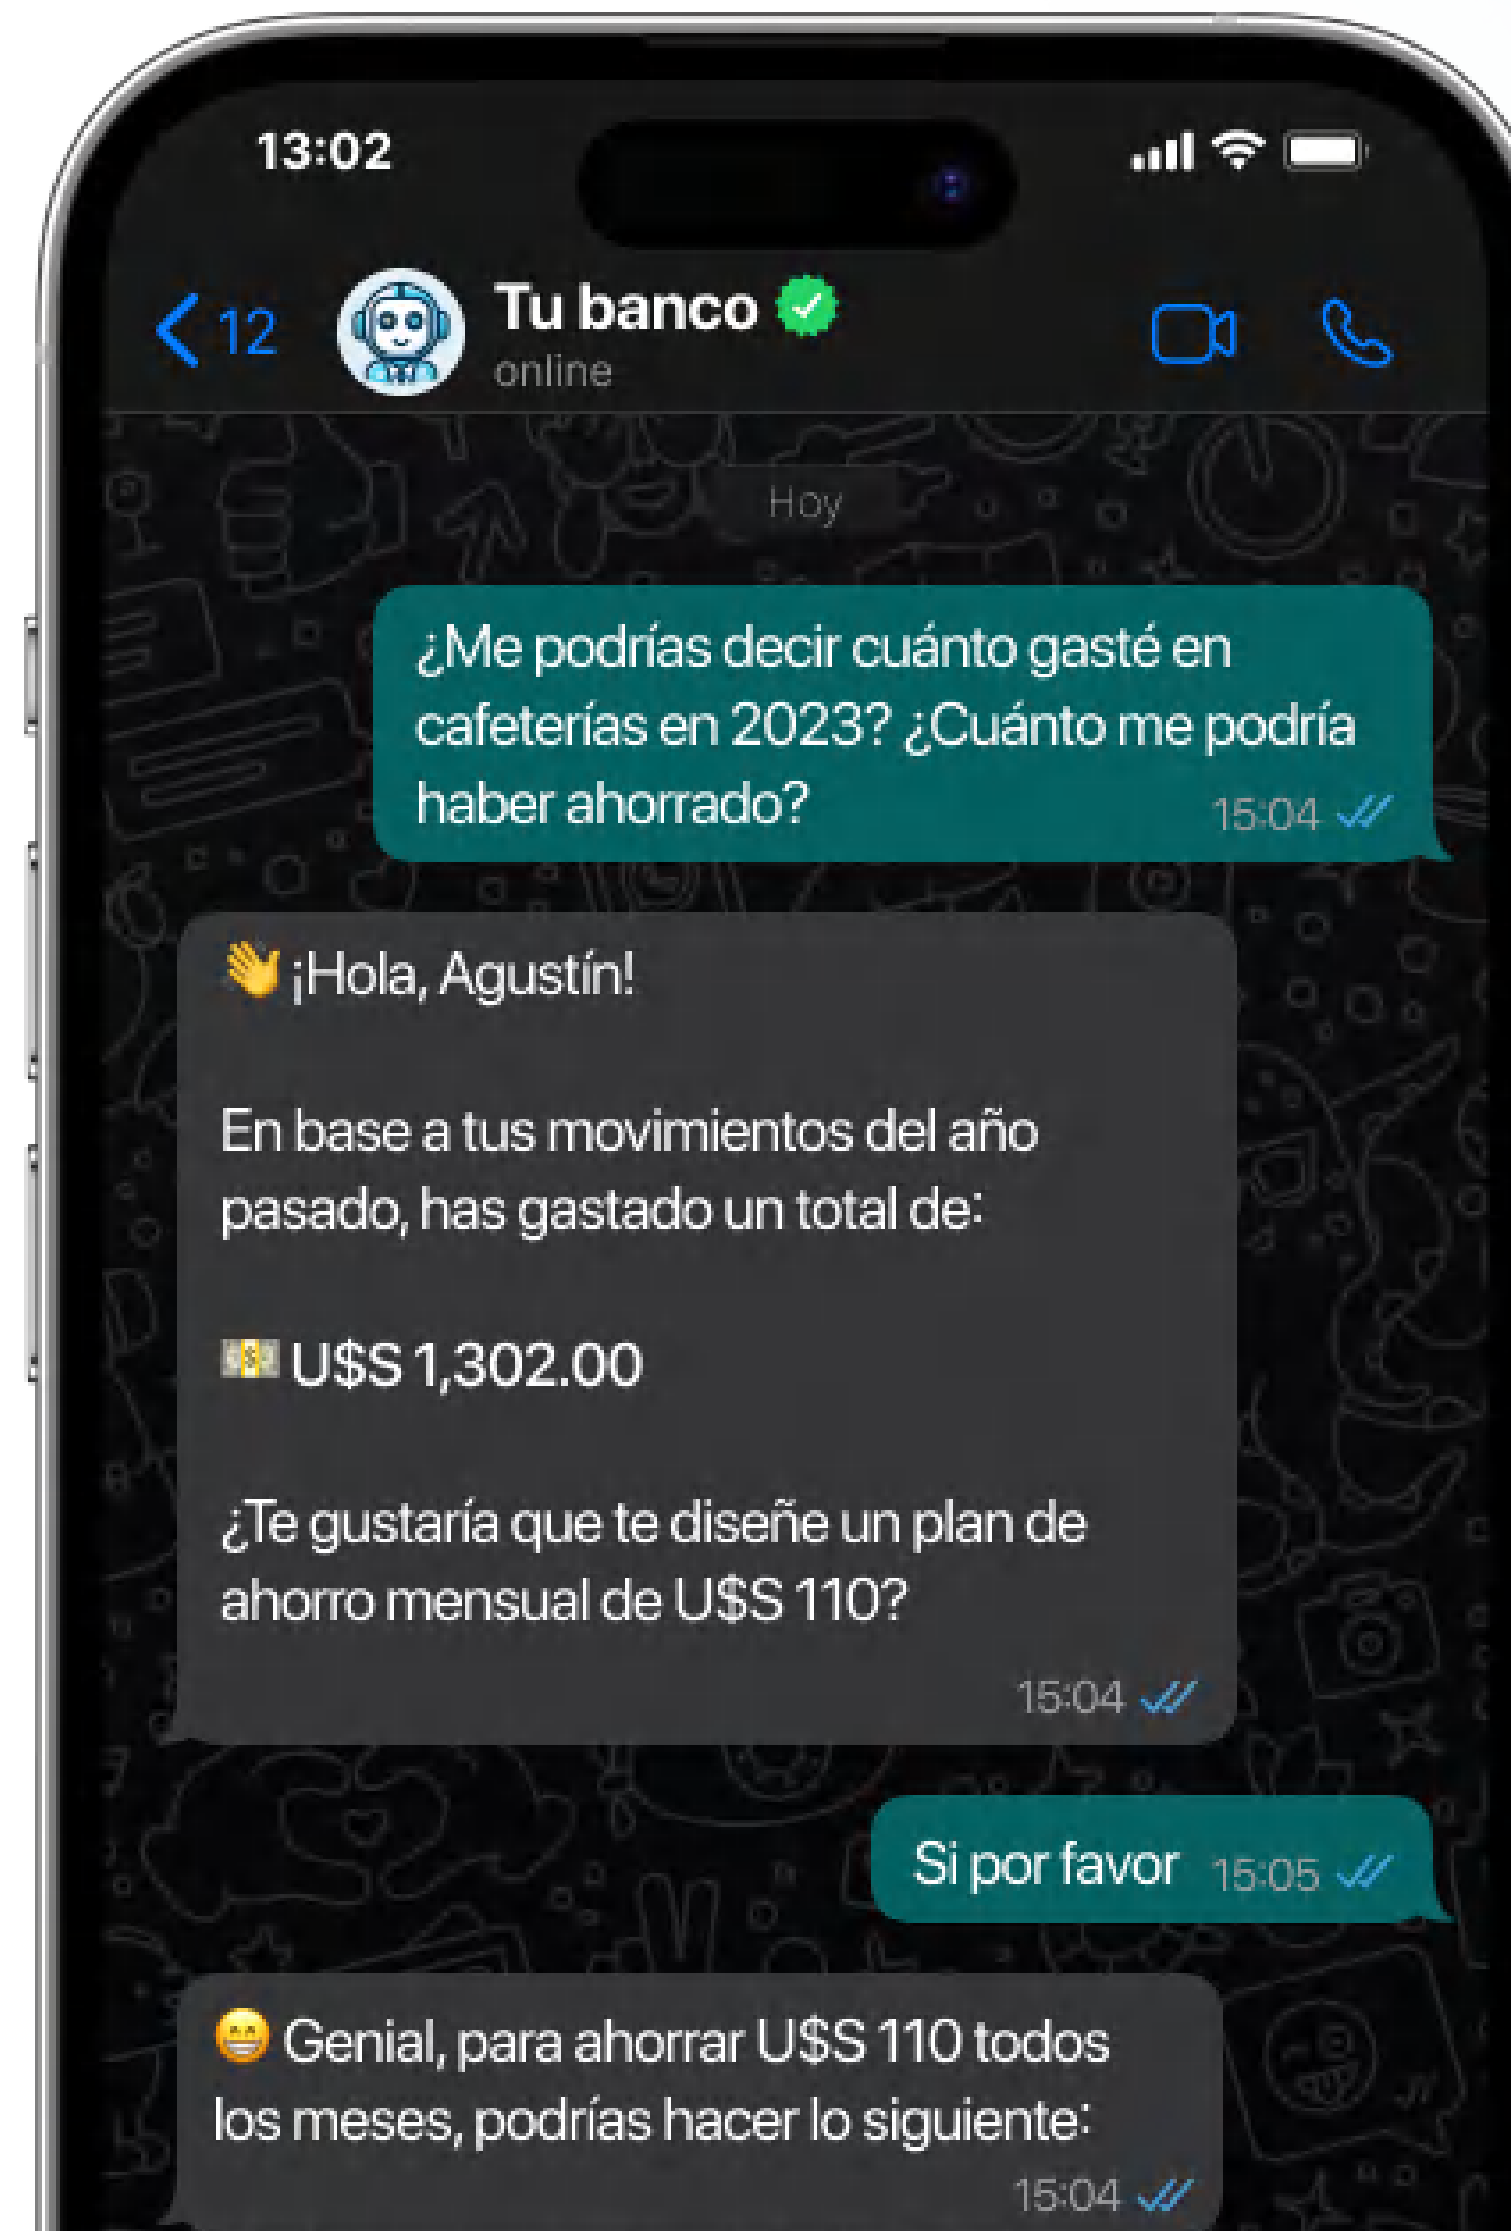 13:02
12
Tu banco
online
Hoy
¿Me podrías decir cuánto gasté en
cafeterías en 2023? ¿Cuánto me podría
haber ahorrado?
15:04
👋 ¡Hola, Agustín!
En base a tus movimientos del año
pasado, has gastado un total de:
💵 U$S 1,302.00
¿Te gustaría que te diseñe un plan de
ahorro mensual de U$S 110?
15:04
Si por favor 15:05
😁 Genial, para ahorrar U$S 110 todos
los meses, podrías hacer lo siguiente:
15:04